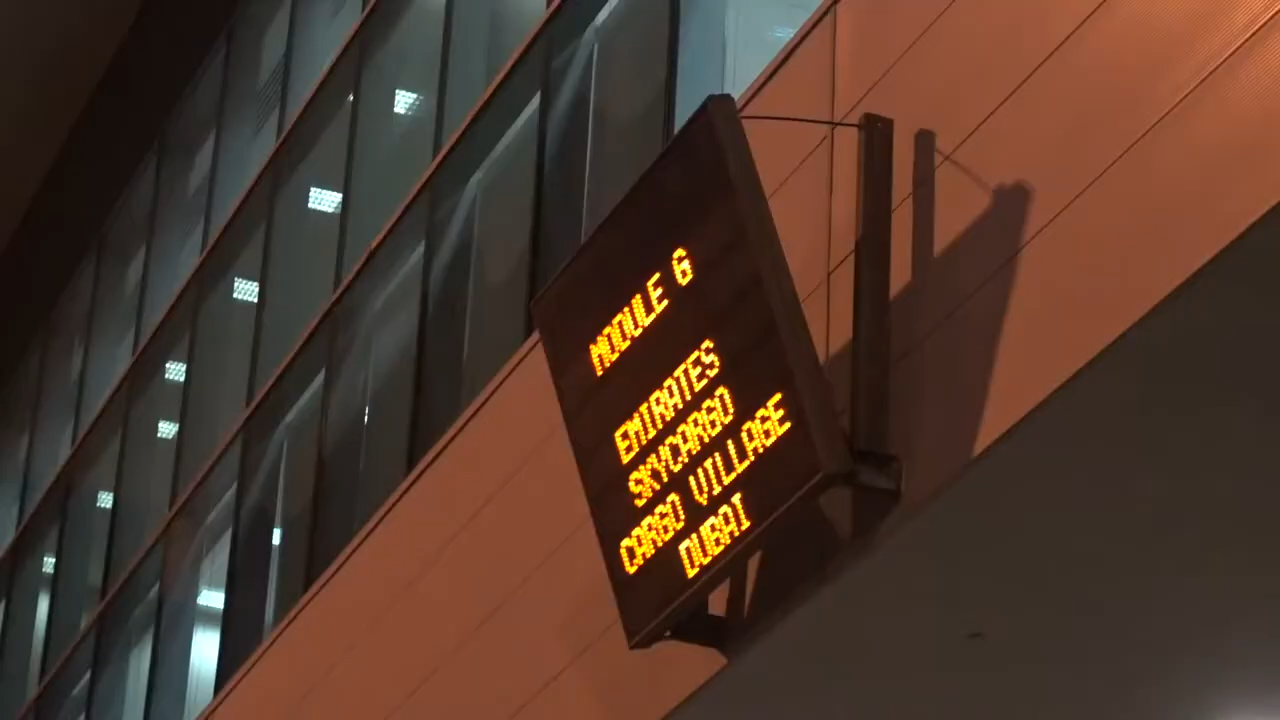 MODULE 6
EMIRATES
SKYCARGO
CARGO VILLAGE
DUBAI